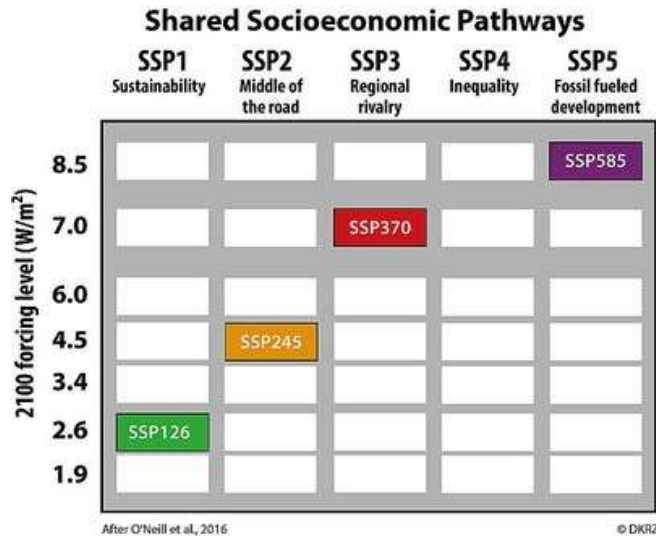 Shared Socioeconomic Pathways
SSP1 SSP2 SSP3 SSP4 SSP5
Sustainability Middle of the road Regional rivalry Inequality Fossil fueled development
2100 forcing level (W/m²)
8.5 SSP585
7.0 SSP370
6.0
4.5 SSP245
3.4
2.6 SSP126
1.9
After O'Neill et al., 2016 © DKRZ